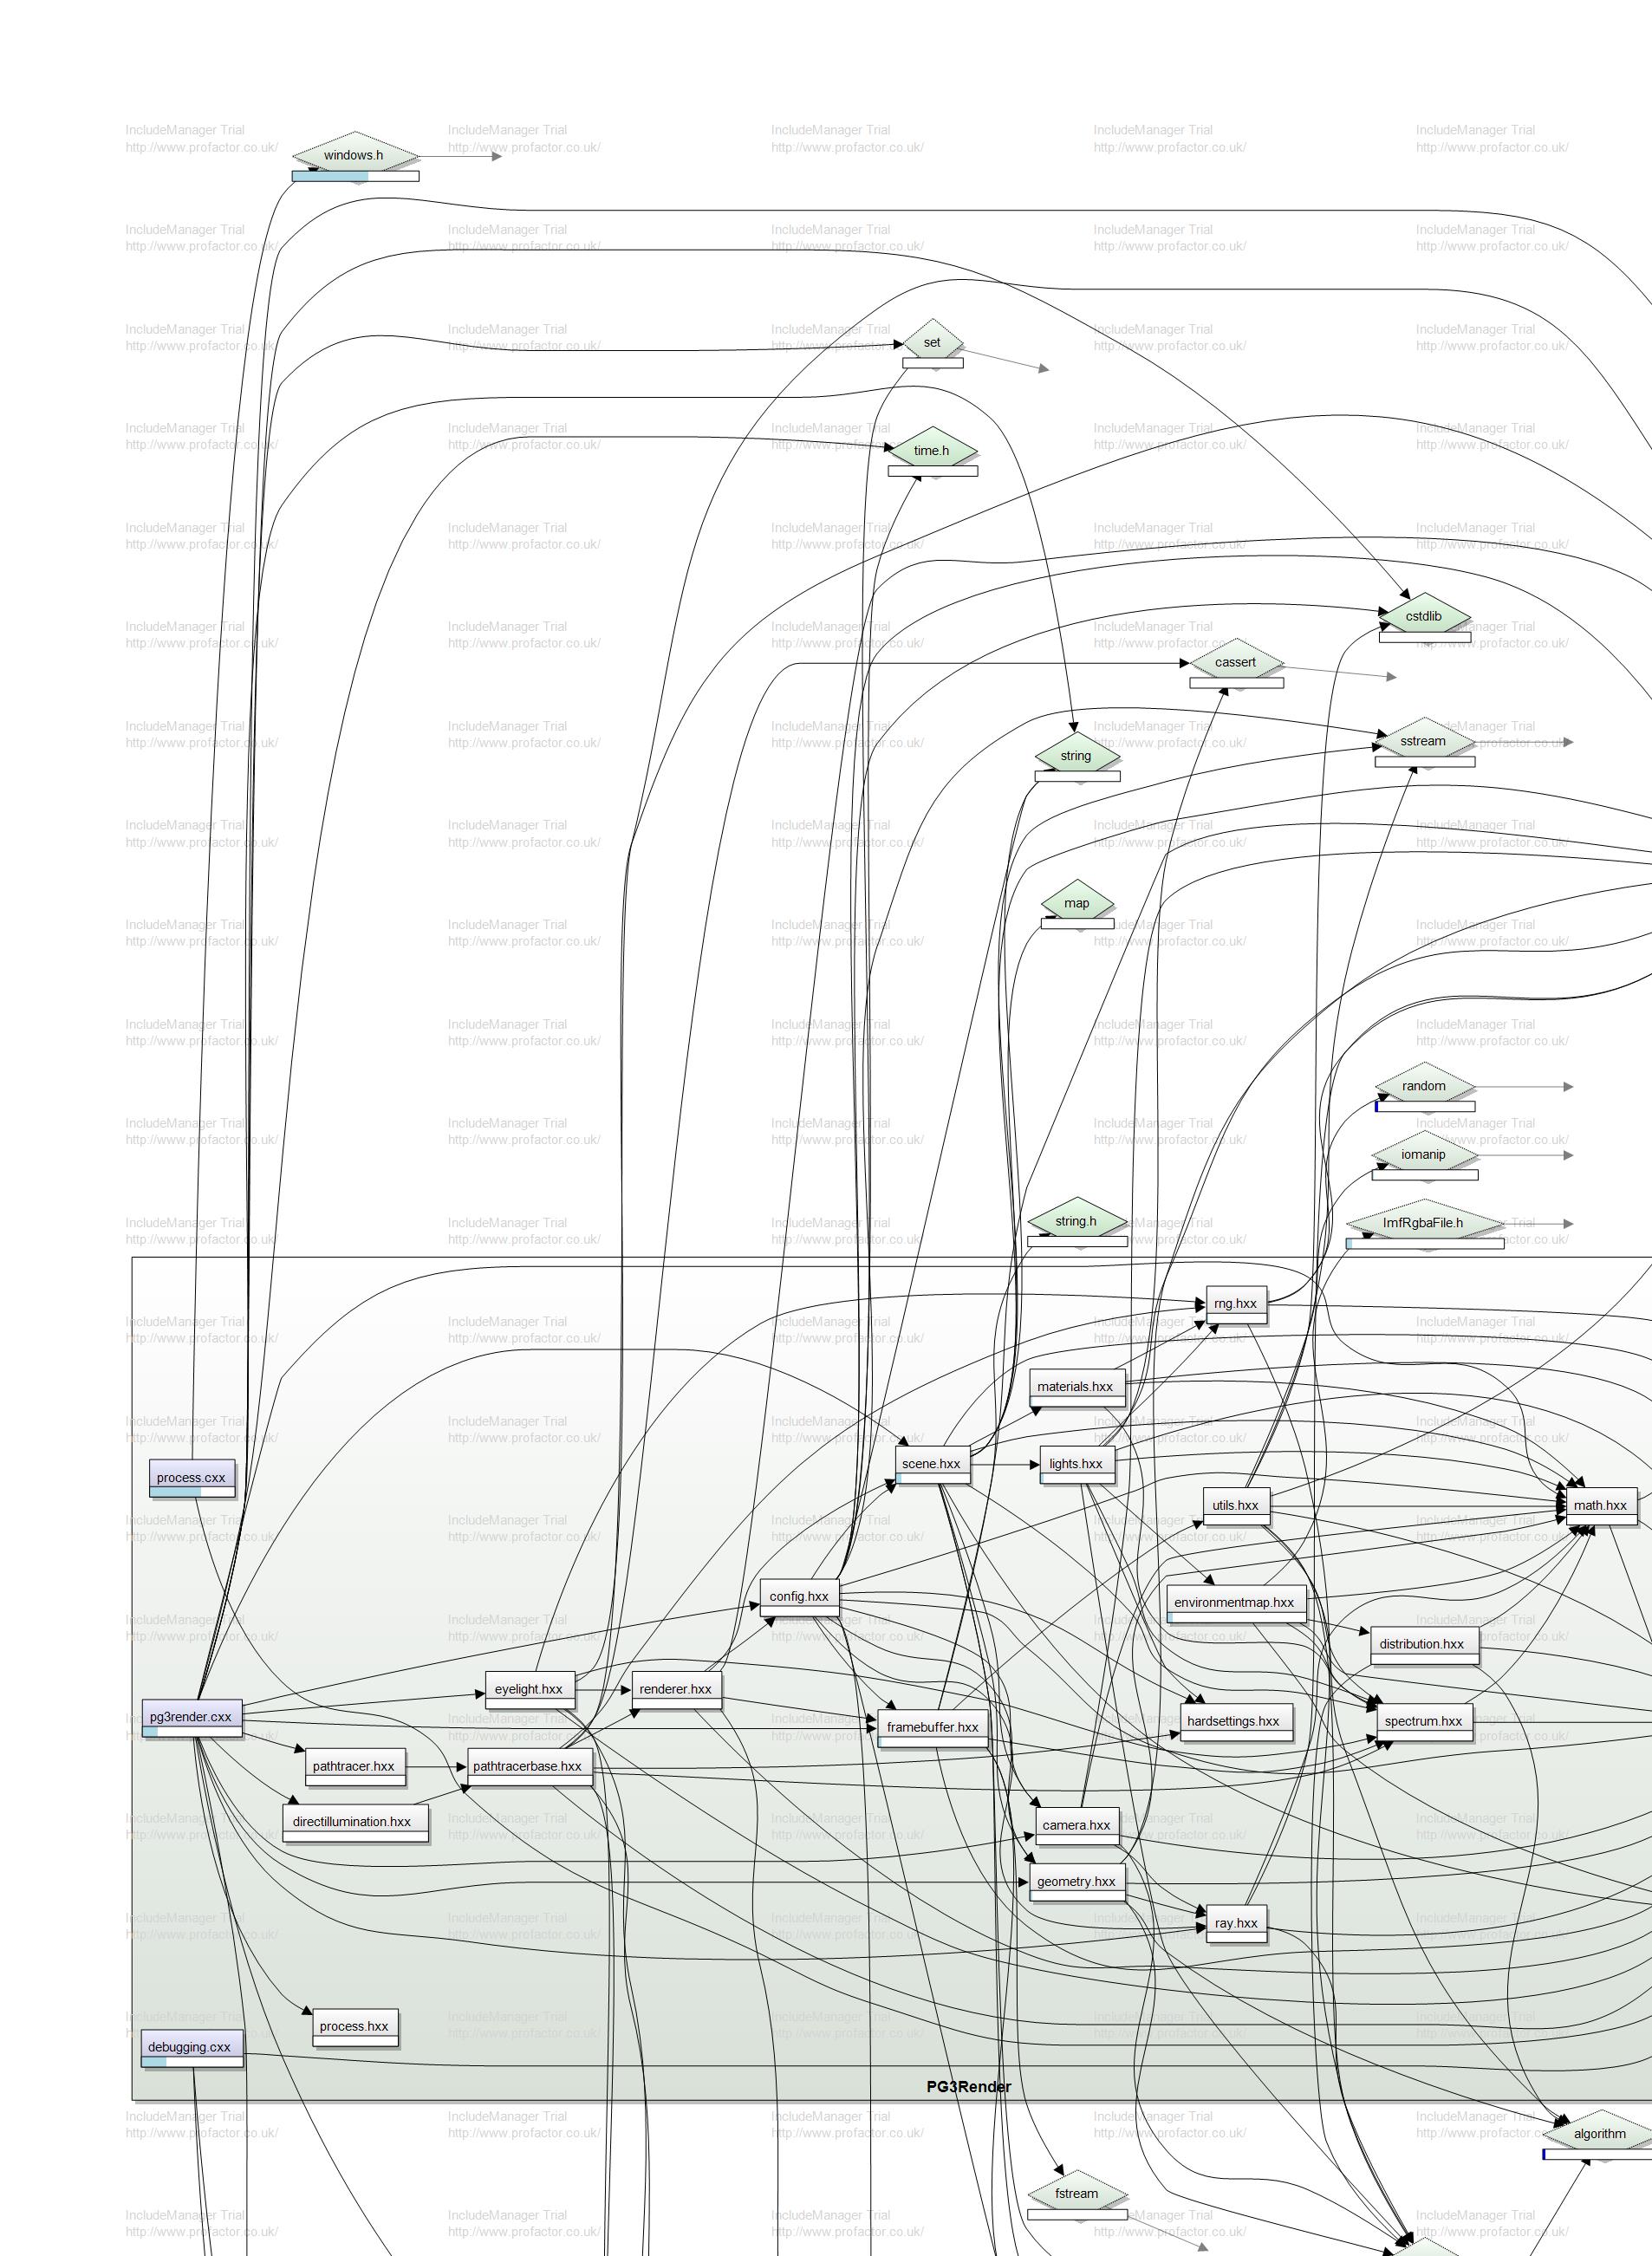 IncludeManager Trial
http://www.profactor.co.uk/
windows.h
set
time.h
cstdlib
cassert
sstream
string
map
random
iomanip
string.h
ImfRgbaFile.h
rng.hxx
materials.hxx
scene.hxx
lights.hxx
process.cxx
utils.hxx
math.hxx
config.hxx
environmentmap.hxx
distribution.hxx
eyelight.hxx
renderer.hxx
pg3render.cxx
framebuffer.hxx
hardsettings.hxx
spectrum.hxx
pathtracer.hxx
pathtracerbase.hxx
directillumination.hxx
camera.hxx
geometry.hxx
ray.hxx
process.hxx
debugging.cxx
PG3Render
algorithm
fstream